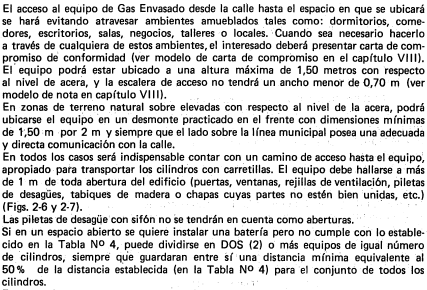 El acceso al equipo de Gas Envasado desde la calle hasta el espacio en que se ubicará
se hará evitando atravesar ambientes amueblados tales como: dormitorios, come-
dores, escritorios, salas, negocios, talleres o locales. Cuando sea necesario hacerlo
a través de cualquiera de estos ambientes, el interesado deberá presentar carta de com-
promiso de conformidad (ver modelo de carta de compromiso en el capítulo VIII).
El equipo podrá estar ubicado a una altura máxima de 1,50 metros con respecto
al nivel de acera, y la escalera de acceso no tendrá un ancho menor de 0,70 m (ver
modelo de nota en capítulo VIII).
En zonas de terreno natural sobre elevadas con respecto al nivel de la acera, podrá
ubicarse el equipo en un desmonte practicado en el frente con dimensiones mínimas
de 1,50 m por 2 m y siempre que el lado sobre la línea municipal posea una adecuada
y directa comunicación con la calle.
En todos los casos será indispensable contar con un camino de acceso hasta el equipo,
apropiado para transportar los cilindros con carretillas. El equipo debe hallarse a más
de 1 m de toda abertura del edificio (puertas, ventanas, rejillas de ventilación, piletas
de desagües, tabiques de madera o chapas cuyas partes no estén bien unidas, etc.)
(Figs. 2-6 y 2-7).
Las piletas de desagüe con sifón no se tendrán en cuenta como aberturas.
Si en un espacio abierto se quiere instalar una batería pero no cumple con lo estable-
cido en la Tabla Nº 4, puede dividirse en DOS (2) o más equipos de igual número
de cilindros, siempre que guardaran entre sí una distancia mínima equivalente al
50% de la distancia establecida (en la Tabla Nº 4) para el conjunto de todos los
cilindros.